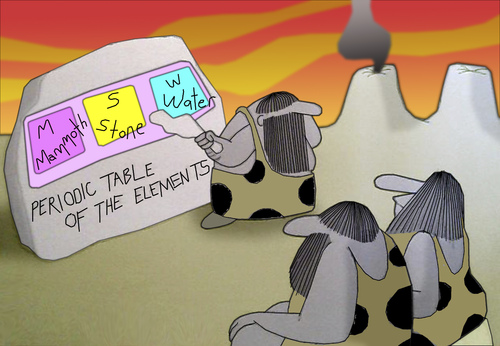 M
Mammoth
S
Stone
W
Water
PERIODIC TABLE
OF THE ELEMENTS